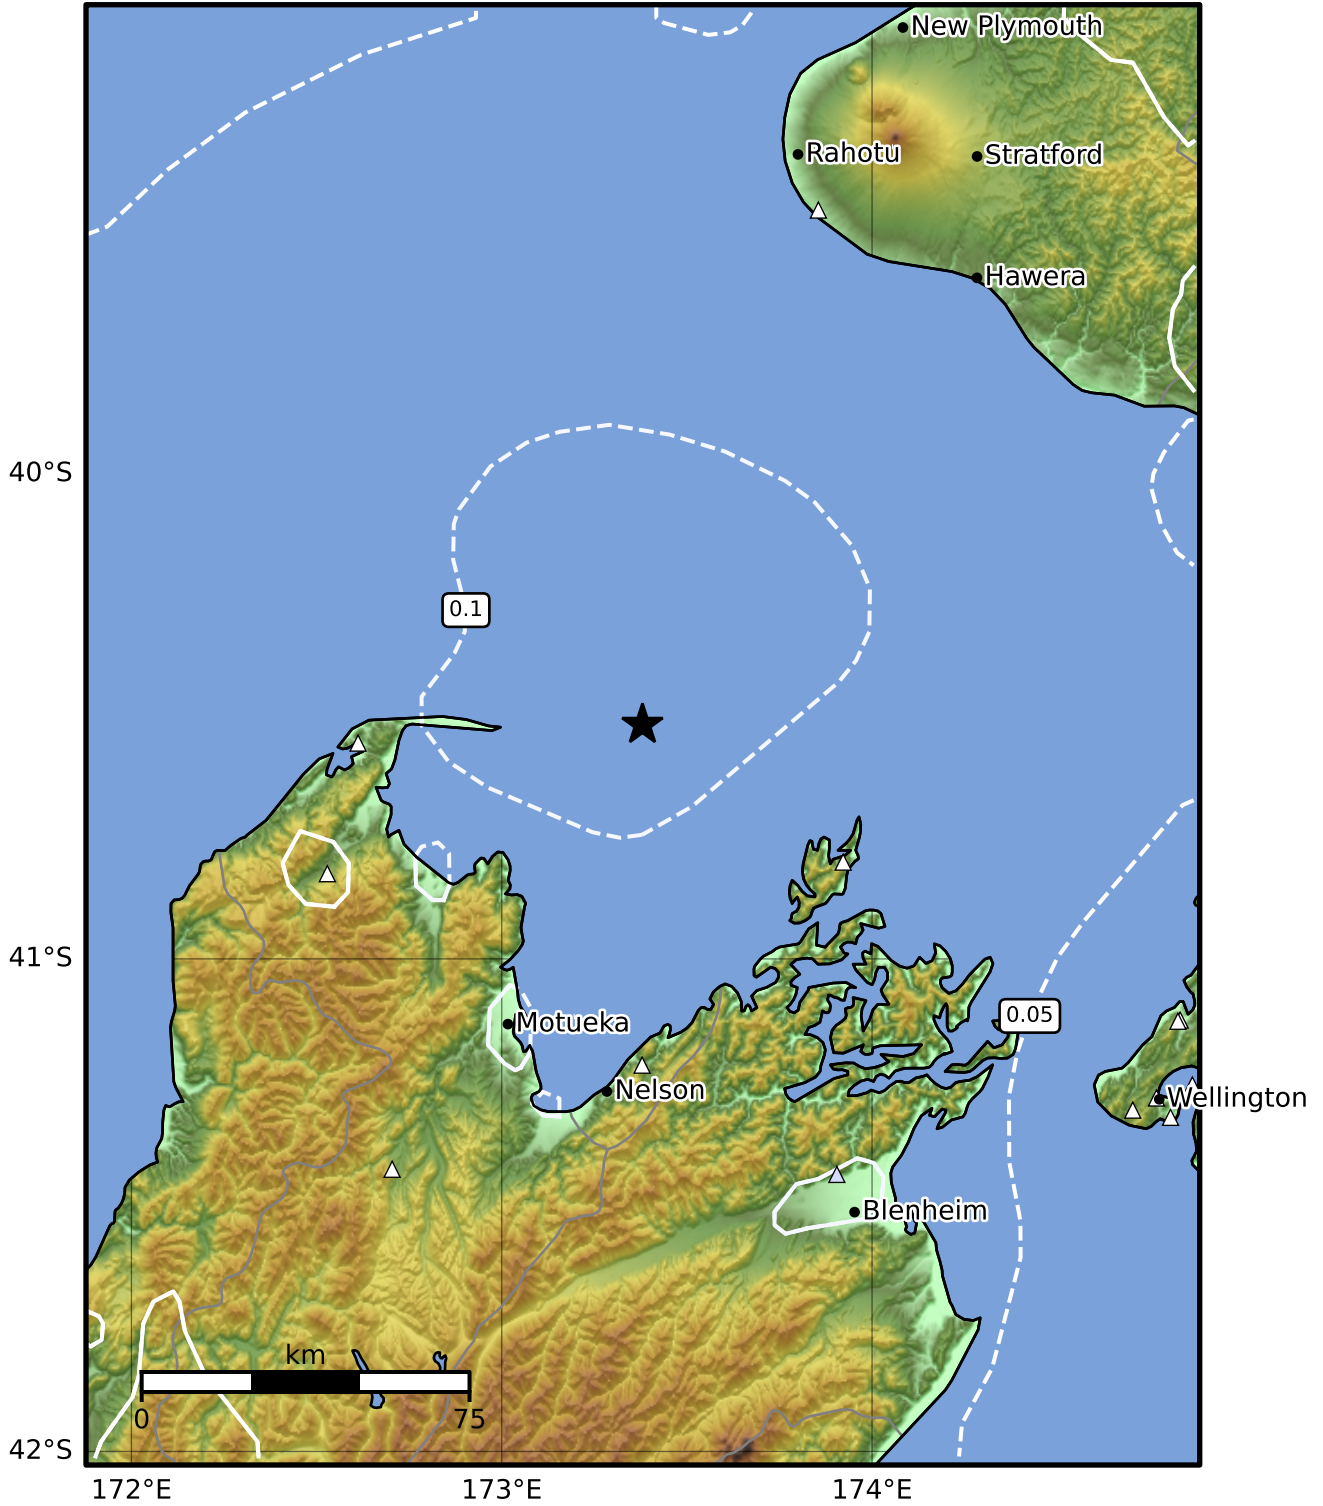 New Plymouth
Rahotu
Stratford
Hawera
40°S
0.1
41°S
0.05
Motueka
Nelson
Wellington
Blenheim
km
0 75
42°S
172°E 173°E 174°E